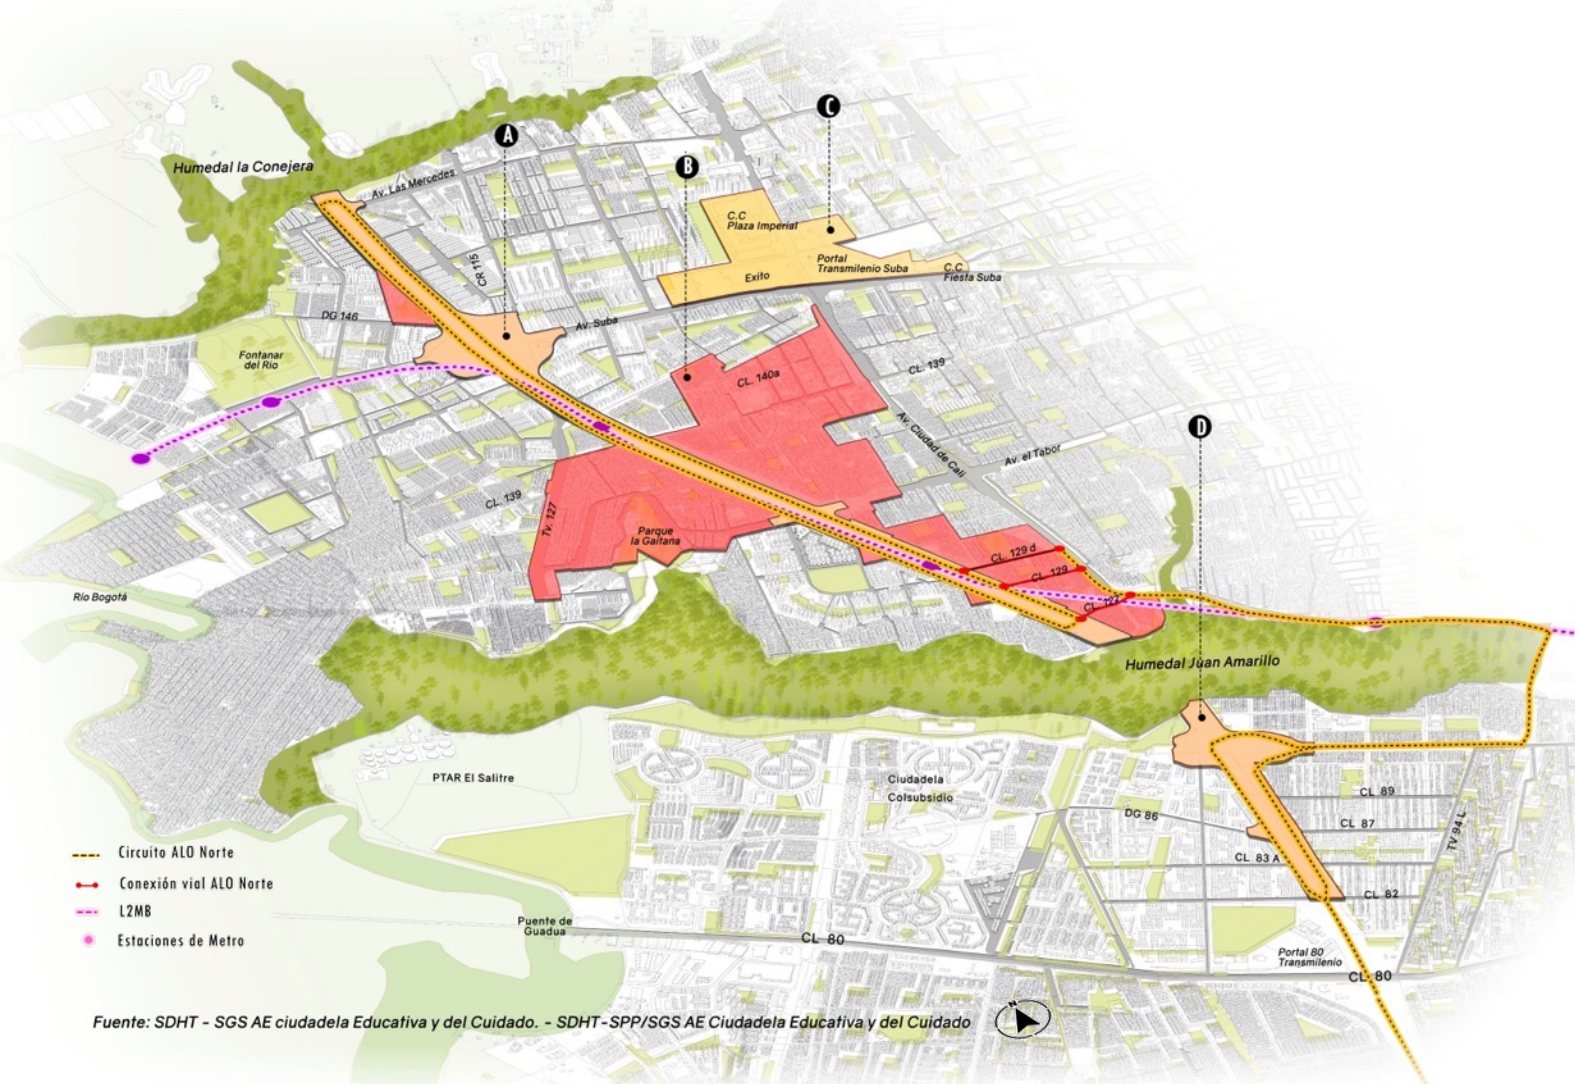 C
A
B
Humedal la Conejera
Av. Las Mercedes
C.C
Plaza Imperial
CR 115
Portal
Transmilenio Suba
C.C
Fiesta Suba
Exito
DG 146
Av. Suba
Fontanar
del Rio
CL. 140a
CL. 139
D
Av. Ciudad de Cali
Av. el Tabor
CL. 139
Tv. 127
Parque
la Gaitana
CL. 129 d
CL. 129
CL. 127
Río Bogotá
Humedal Juan Amarillo
PTAR El Salitre
Ciudadela
Colsubsidio
CL 89
DG 86
CL 87
TV 94 L
CL 83 A
CL 82
Circuito ALO Norte
Conexión vial ALO Norte
L2MB
Estaciones de Metro
Puente de
Guadua
CL 80
Portal 80
Transmilenio
CL 80
N
Fuente: SDHT - SGS AE ciudadela Educativa y del Cuidado. - SDHT-SPP/SGS AE Ciudadela Educativa y del Cuidado